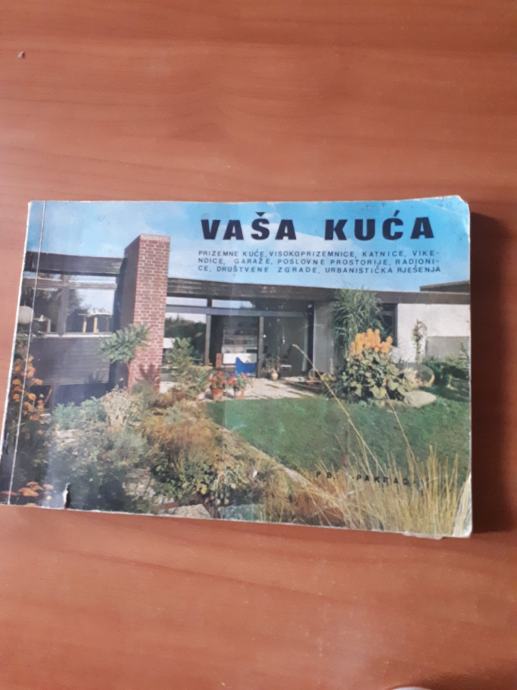 VAŠA KUĆA
PRIZEMNE KUĆE, VISOKOPRIZEMNICE, KATNICE, VIKE-
NDICE, GARAŽE, POSLOVNE PROSTORIJE, RADIONI-
CE, DRUŠTVENE ZGRADE, URBANISTIČKA RJEŠENJA